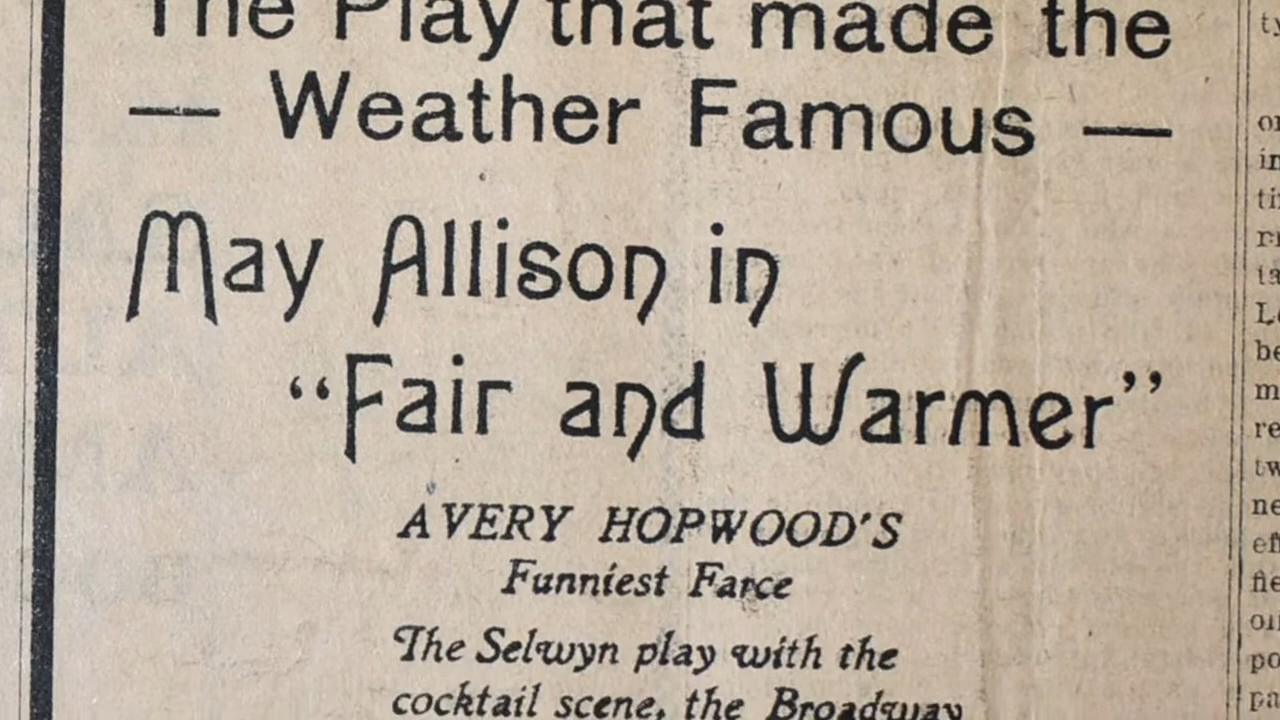 The Play that made the
— Weather Famous —
May Allison in
“Fair and Warmer”
AVERY HOPWOOD'S
Funniest Farce
The Selwyn play with the
cocktail scene, the Broadway